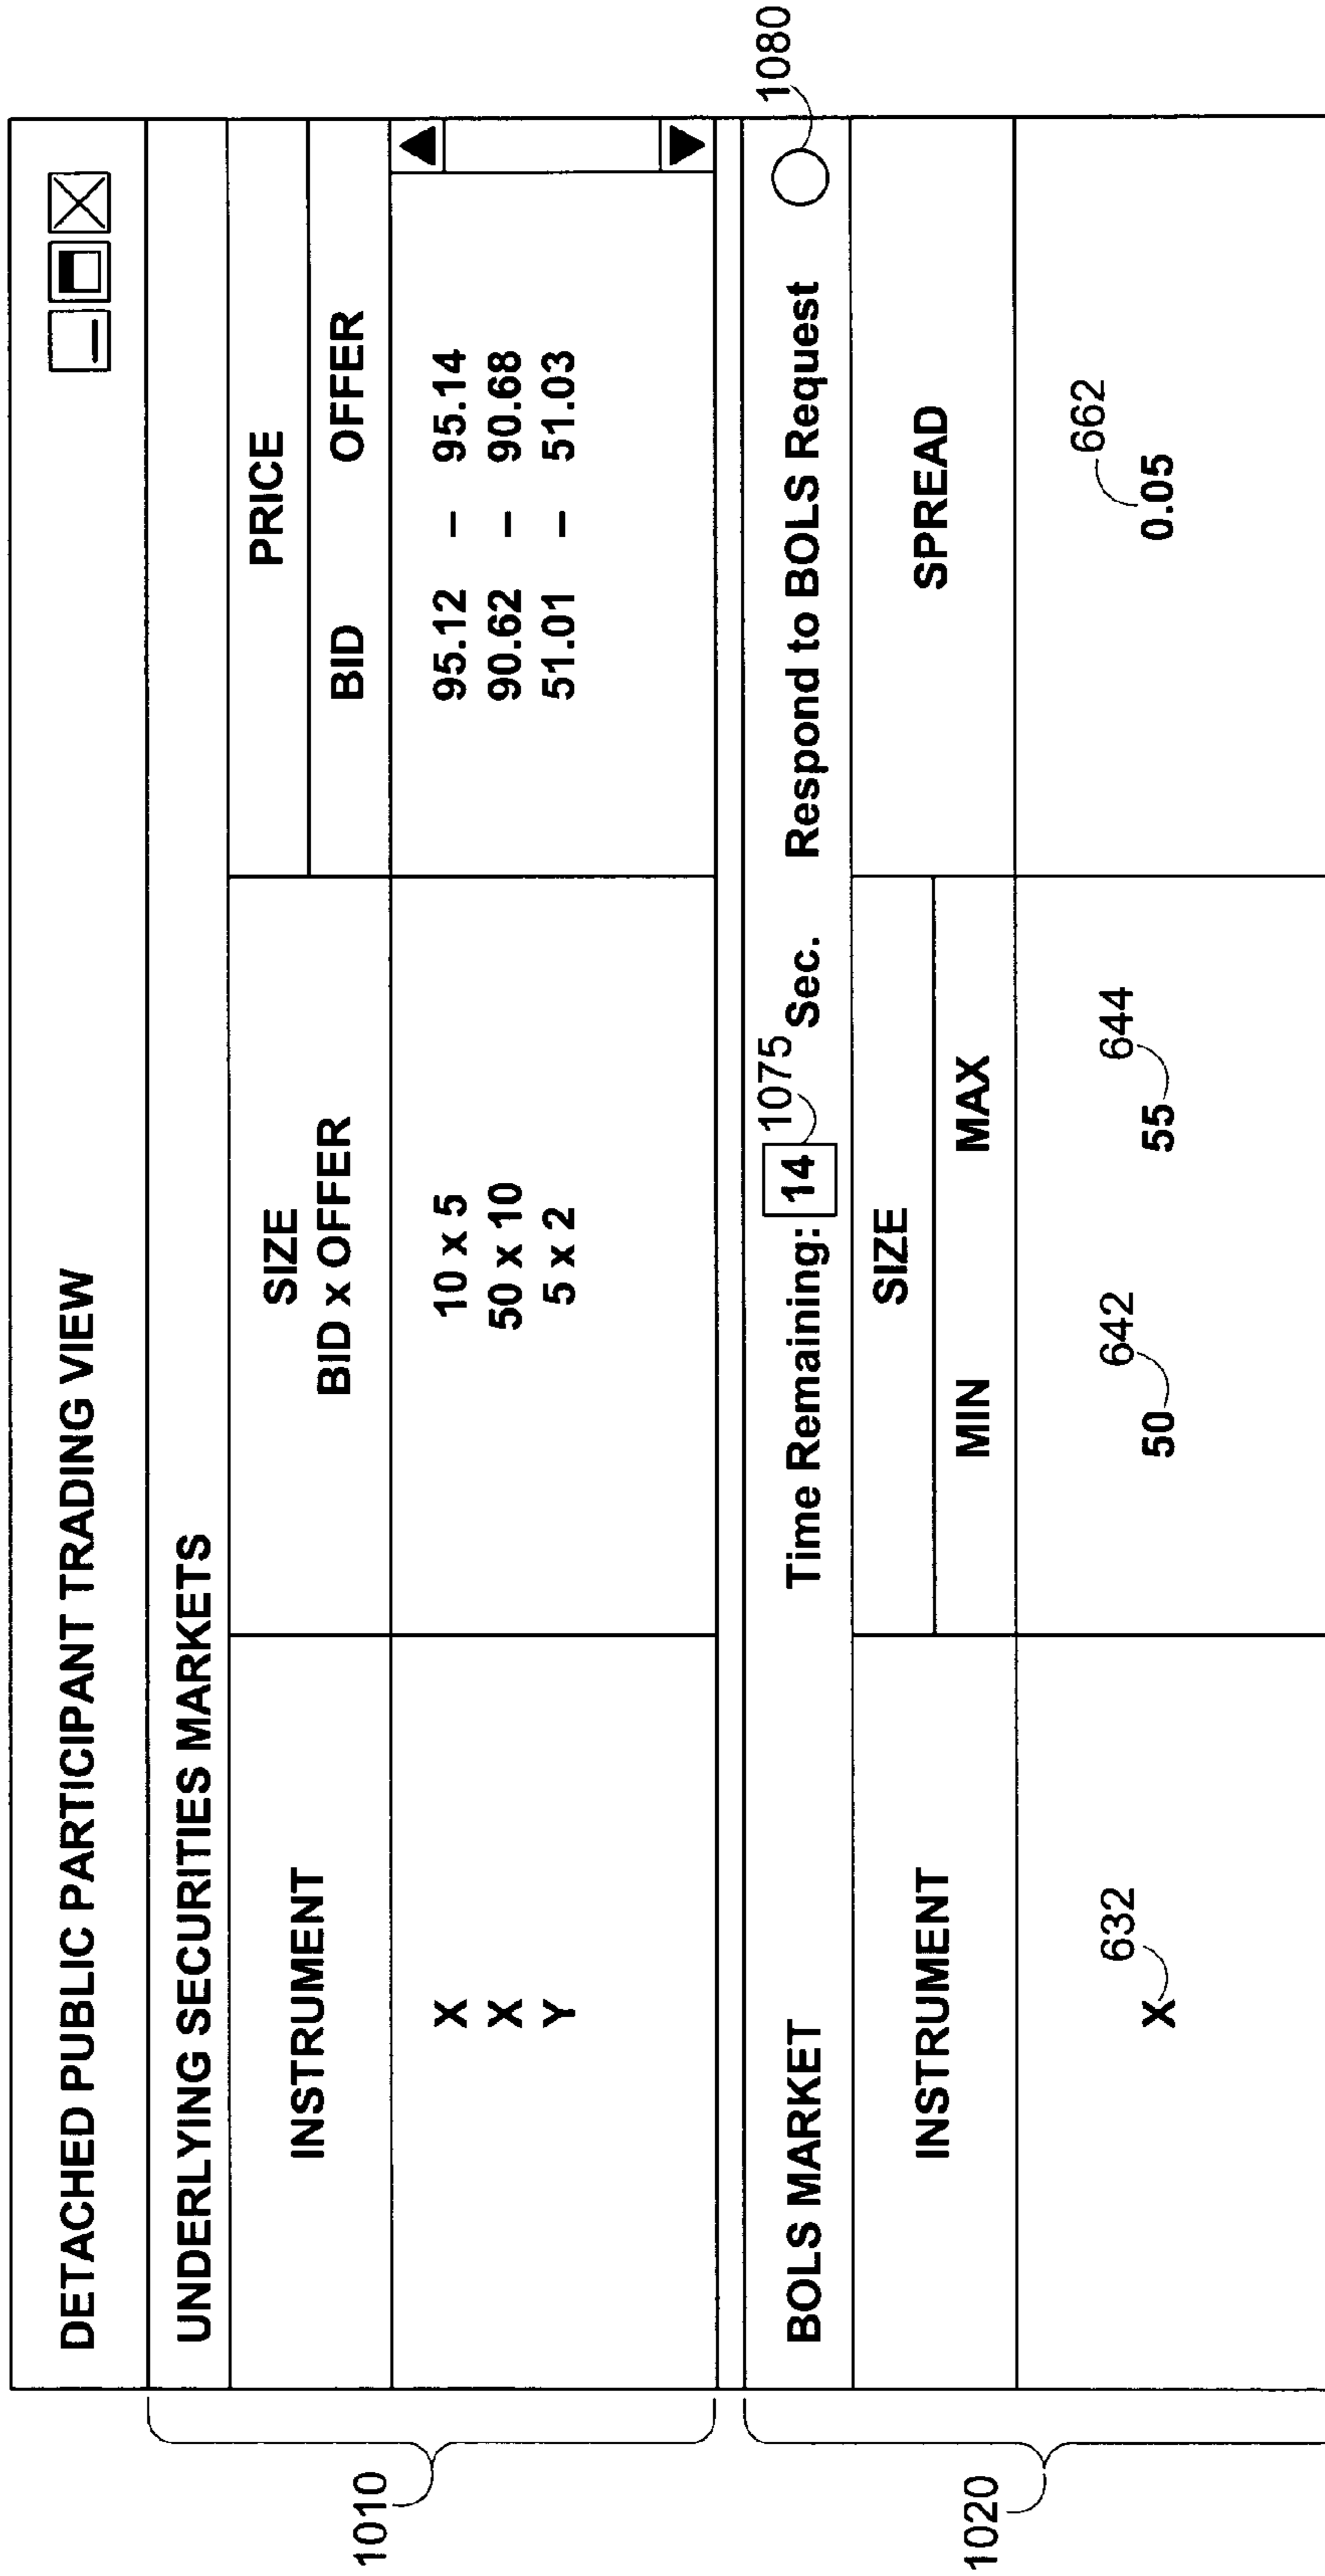 DETACHED PUBLIC PARTICIPANT TRADING VIEW
1010
UNDERLYING SECURITIES MARKETS
INSTRUMENT
SIZE
BID x OFFER
PRICE
BID OFFER
X 10 x 5 95.12 – 95.14
X 50 x 10 90.62 – 90.68
Y 5 x 2 51.01 – 51.03
1020
BOLS MARKET Time Remaining: 14 1075 Sec. Respond to BOLS Request 1080
INSTRUMENT
SIZE
MIN MAX
SPREAD
632 642 644 662
X 50 55 0.05